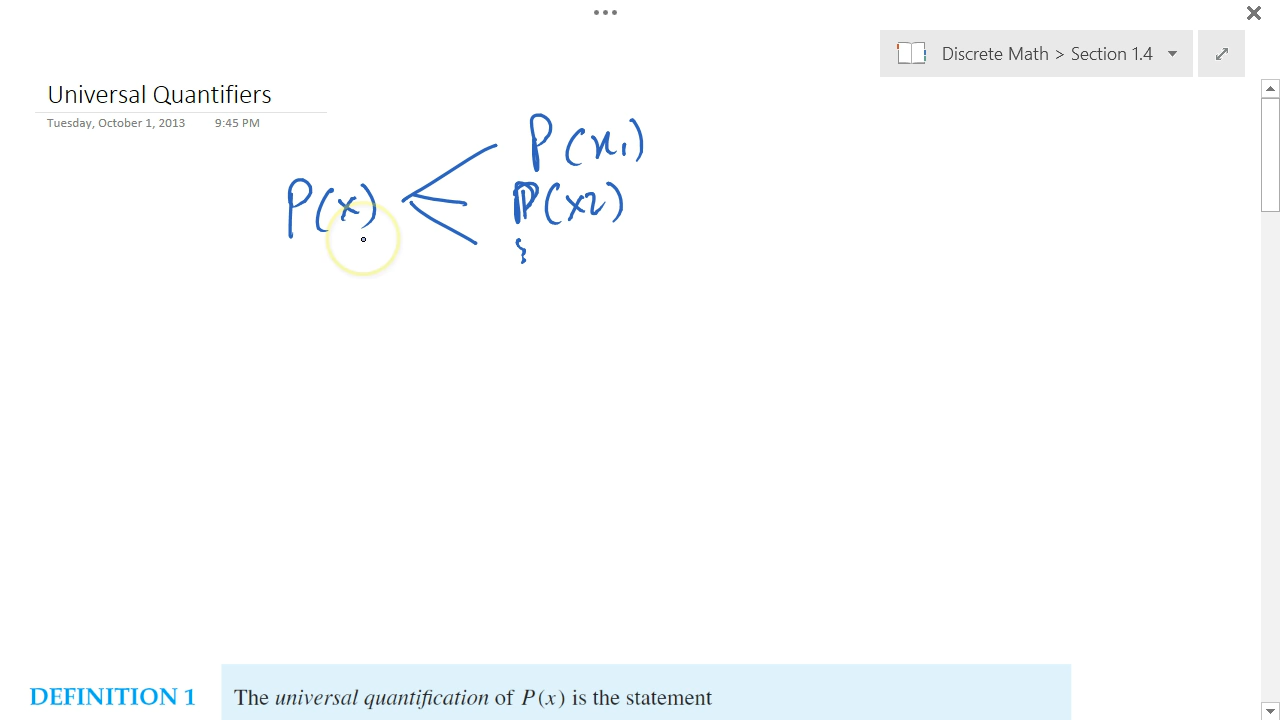 Discrete Math > Section 1.4
Universal Quantifiers
Tuesday, October 1, 2013 9:45 PM
P(x1)
P(x) P(x2)
DEFINITION 1 The universal quantification of P(x) is the statement